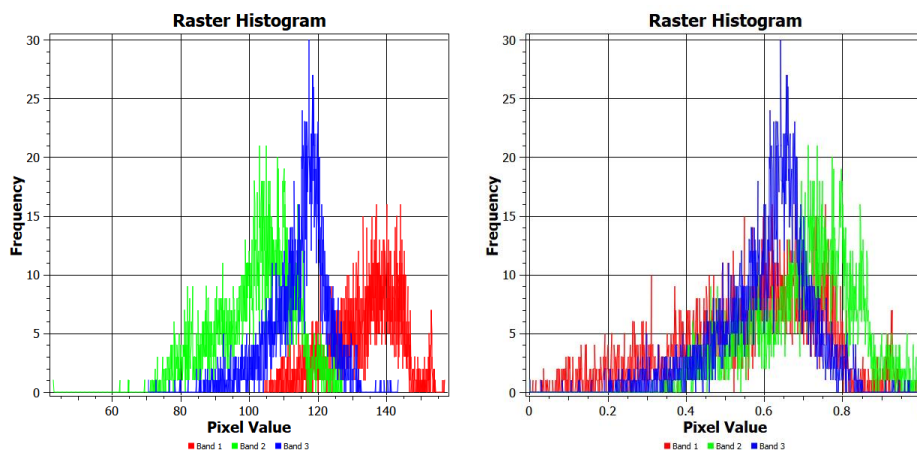 Raster Histogram
Frequency
30
25
20
15
10
5
0
60 80 100 120 140
Pixel Value
Band 1 Band 2 Band 3
Raster Histogram
Frequency
30
25
20
15
10
5
0
0 0.2 0.4 0.6 0.8
Pixel Value
Band 1 Band 2 Band 3